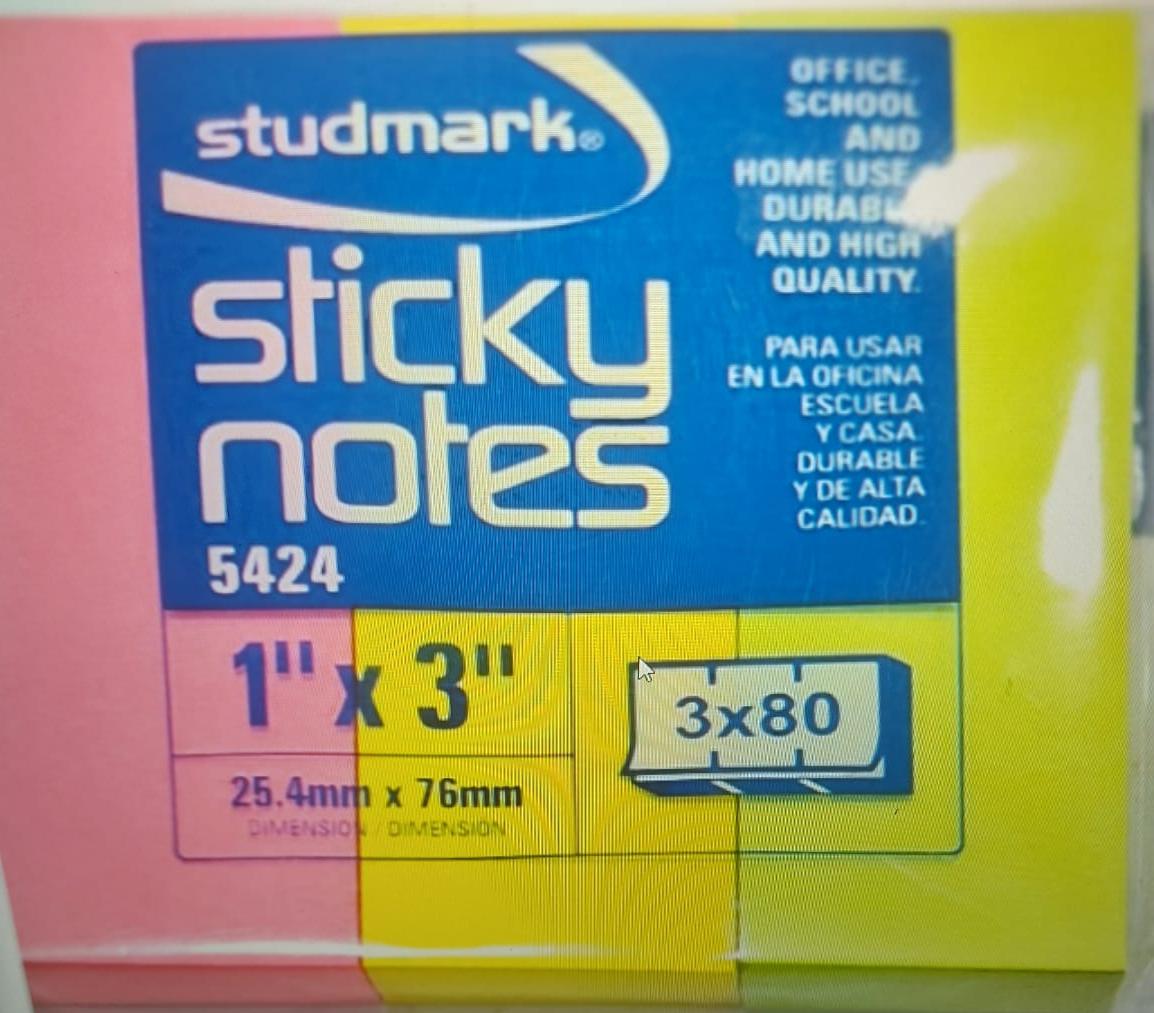 studmark®
sticky
notes
5424
OFFICE,
SCHOOL
AND
HOME USE.
DURABLE
AND HIGH
QUALITY.
PARA USAR
EN LA OFICINA
ESCUELA
Y CASA.
DURABLE
Y DE ALTA
CALIDAD.
1" x 3"
25.4mm x 76mm
DIMENSION / DIMENSION
3x80